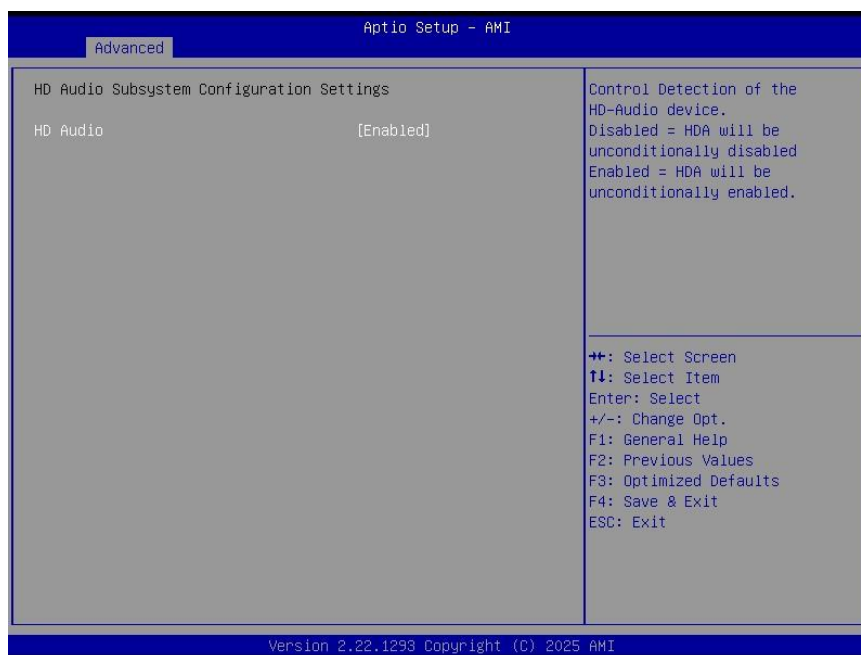 Aptio Setup – AMI
Advanced
HD Audio Subsystem Configuration Settings
HD Audio [Enabled]
Control Detection of the
HD-Audio device.
Disabled = HDA will be
unconditionally disabled
Enabled = HDA will be
unconditionally enabled.
→←: Select Screen
↑↓: Select Item
Enter: Select
+/-: Change Opt.
F1: General Help
F2: Previous Values
F3: Optimized Defaults
F4: Save & Exit
ESC: Exit
Version 2.22.1293 Copyright (C) 2025 AMI